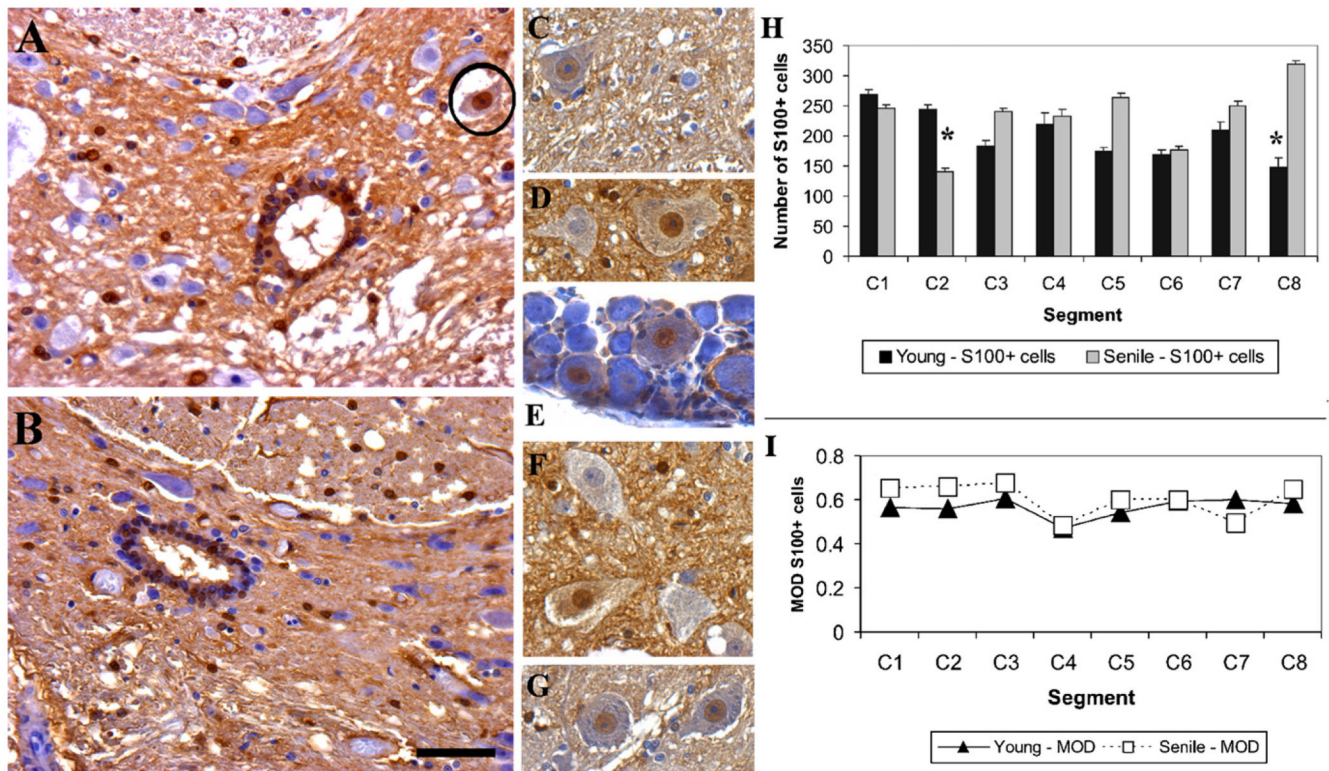 A
B
C
D
E
F
G
H
350
300
250
200
150
100
50
0
Number of S100+ cells
*
*
C1 C2 C3 C4 C5 C6 C7 C8
Segment
Young - S100+ cells Senile - S100+ cells
I
0.8
0.6
0.4
0.2
0
MOD S100+ cells
C1 C2 C3 C4 C5 C6 C7 C8
Segment
Young - MOD Senile - MOD